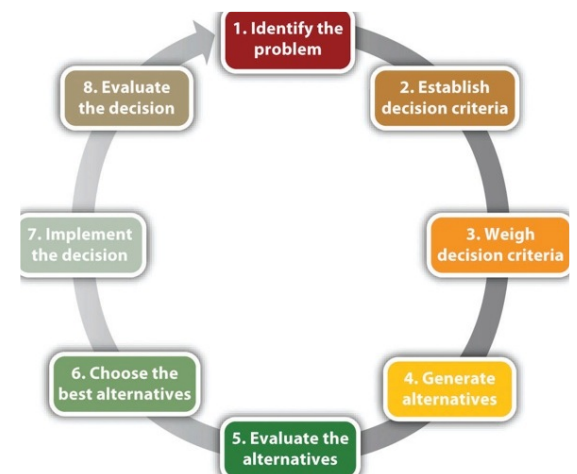 1. Identify the
problem
2. Establish
decision criteria
3. Weigh
decision criteria
4. Generate
alternatives
5. Evaluate the
alternatives
6. Choose the
best alternatives
7. Implement
the decision
8. Evaluate
the decision